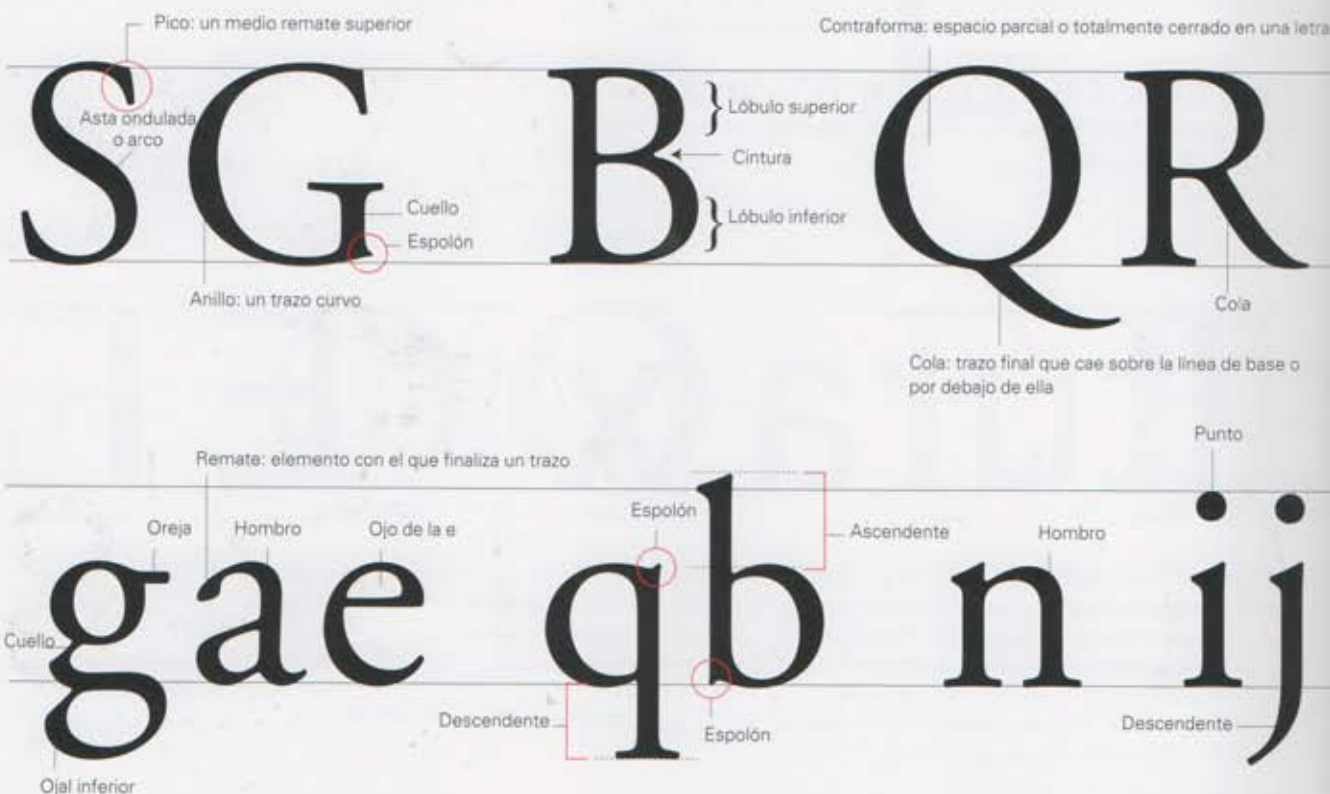 Pico: un medio remate superior
Contraforma: espacio parcial o totalmente cerrado en una letra
S G B Q R
Asta ondulada
o arco
Lóbulo superior
Cintura
Cuello
Lóbulo inferior
Espolón
Anillo: un trazo curvo
Cola
Cola: trazo final que cae sobre la línea de base o
por debajo de ella
Punto
Remate: elemento con el que finaliza un trazo
Oreja
Hombro
Ojo de la e
Espolón
Ascendente
Hombro
g a e q b n i j
Cuello
Descendente
Espolón
Descendente
Ojal inferior